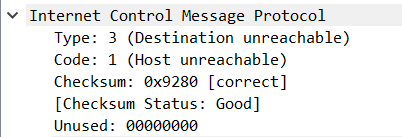 Internet Control Message Protocol
Type: 3 (Destination unreachable)
Code: 1 (Host unreachable)
Checksum: 0x9280 [correct]
[Checksum Status: Good]
Unused: 00000000